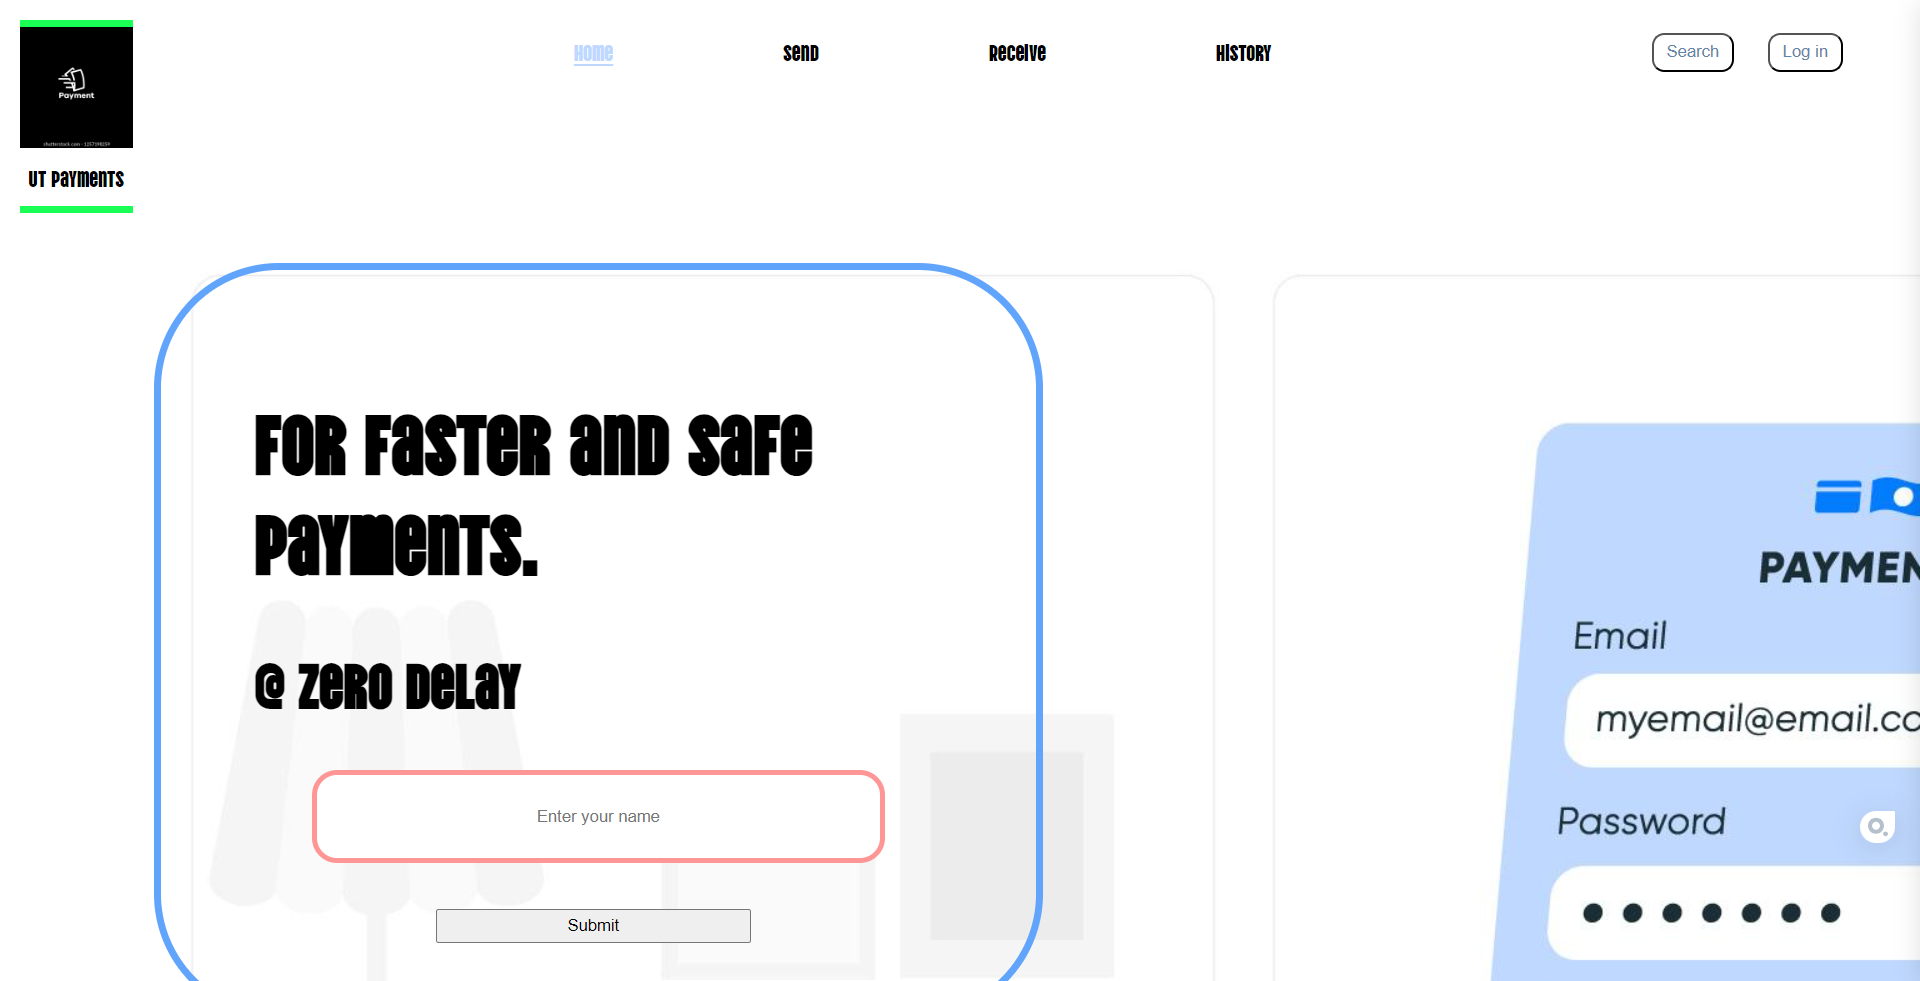 Home
Send
Receive
History
Search
Log in
Payment
shutterstock.com · 1257198259
UT Payments
For Faster and Safe
Payments.
@ Zero Delay
Enter your name
Submit
PAYMEN
Email
myemail@email.co
Password